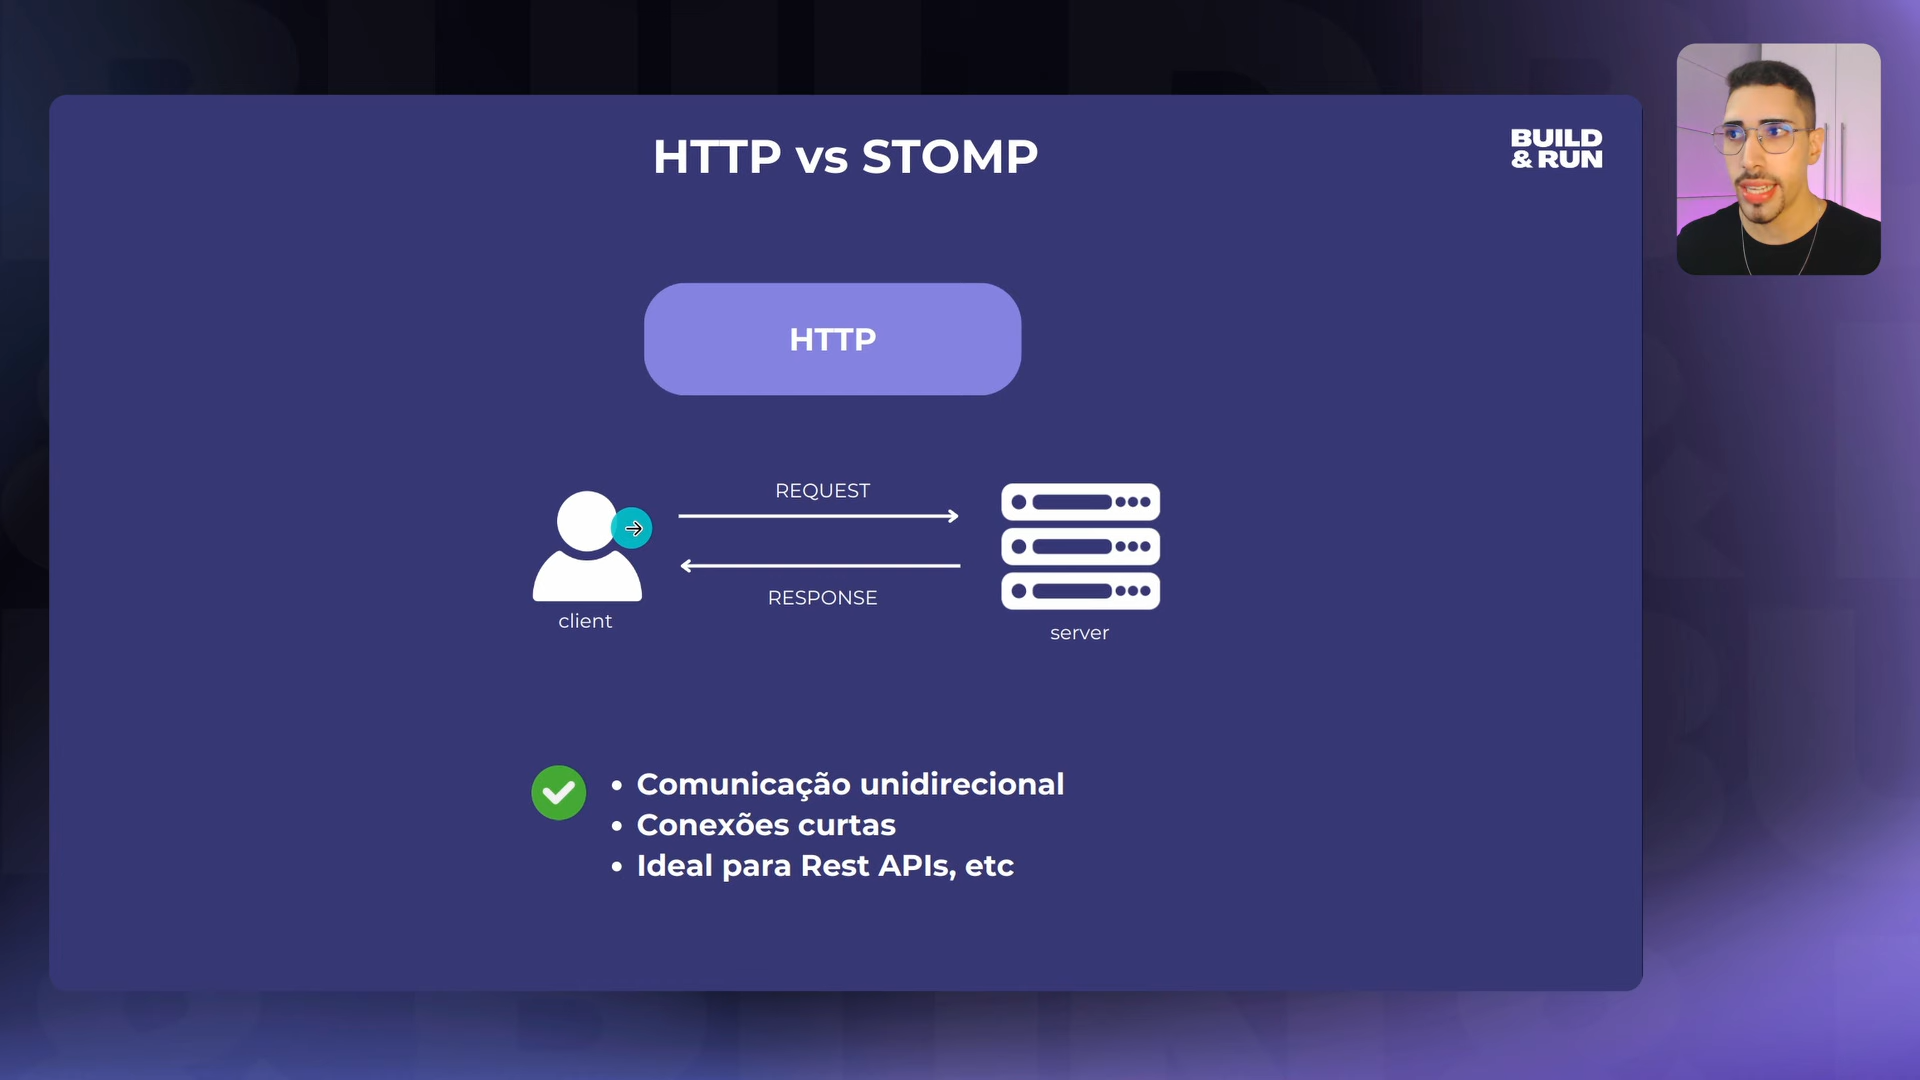 HTTP vs STOMP
BUILD
& RUN
HTTP
REQUEST
RESPONSE
client
server
• Comunicação unidirecional
• Conexões curtas
• Ideal para Rest APIs, etc